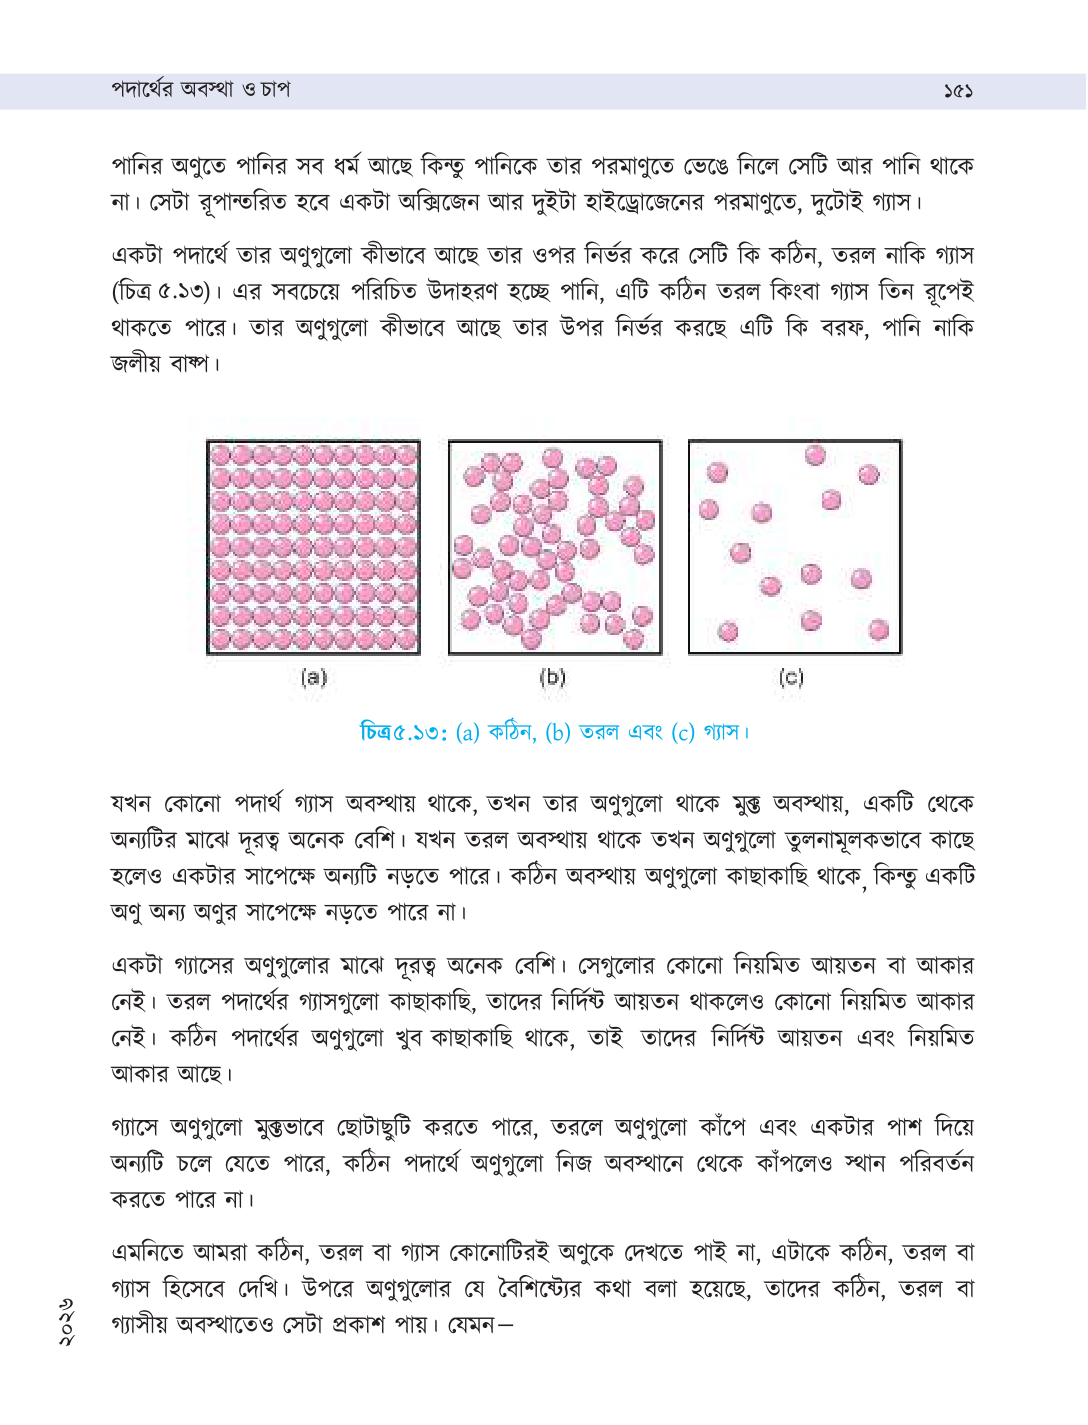 পদার্থের অবস্থা ও চাপ ১৫১
পানির অণুতে পানির সব ধর্ম আছে কিন্তু পানিকে তার পরমাণুতে ভেঙে নিলে সেটি আর পানি থাকে
না। সেটা রূপান্তরিত হবে একটা অক্সিজেন আর দুইটা হাইড্রোজেনের পরমাণুতে, দুটোই গ্যাস।
একটা পদার্থে তার অণুগুলো কীভাবে আছে তার ওপর নির্ভর করে সেটি কি কঠিন, তরল নাকি গ্যাস
(চিত্র ৫.১৩)। এর সবচেয়ে পরিচিত উদাহরণ হচ্ছে পানি, এটি কঠিন তরল কিংবা গ্যাস তিন রূপেই
থাকতে পারে। তার অণুগুলো কীভাবে আছে তার উপর নির্ভর করছে এটি কি বরফ, পানি নাকি
জলীয় বাষ্প।
(a) (b) (c)
চিত্র ৫.১৩: (a) কঠিন, (b) তরল এবং (c) গ্যাস।
যখন কোনো পদার্থ গ্যাস অবস্থায় থাকে, তখন তার অণুগুলো থাকে মুক্ত অবস্থায়, একটি থেকে
অন্যটির মাঝে দূরত্ব অনেক বেশি। যখন তরল অবস্থায় থাকে তখন অণুগুলো তুলনামূলকভাবে কাছে
হলেও একটার সাপেক্ষে অন্যটি নড়তে পারে। কঠিন অবস্থায় অণুগুলো কাছাকাছি থাকে, কিন্তু একটি
অণু অন্য অণুর সাপেক্ষে নড়তে পারে না।
একটা গ্যাসের অণুগুলোর মাঝে দূরত্ব অনেক বেশি। সেগুলোর কোনো নিয়মিত আয়তন বা আকার
নেই। তরল পদার্থের গ্যাসগুলো কাছাকাছি, তাদের নির্দিষ্ট আয়তন থাকলেও কোনো নিয়মিত আকার
নেই। কঠিন পদার্থের অণুগুলো খুব কাছাকাছি থাকে, তাই তাদের নির্দিষ্ট আয়তন এবং নিয়মিত
আকার আছে।
গ্যাসে অণুগুলো মুক্তভাবে ছোটাছুটি করতে পারে, তরলে অণুগুলো কাঁপে এবং একটার পাশ দিয়ে
অন্যটি চলে যেতে পারে, কঠিন পদার্থে অণুগুলো নিজ অবস্থানে থেকে কাঁপলেও স্থান পরিবর্তন
করতে পারে না।
এমনিতে আমরা কঠিন, তরল বা গ্যাস কোনোটিরই অণুকে দেখতে পাই না, এটাকে কঠিন, তরল বা
গ্যাস হিসেবে দেখি। উপরে অণুগুলোর যে বৈশিষ্ট্যের কথা বলা হয়েছে, তাদের কঠিন, তরল বা
গ্যাসীয় অবস্থাতেও সেটা প্রকাশ পায়। যেমন—
২০২৬